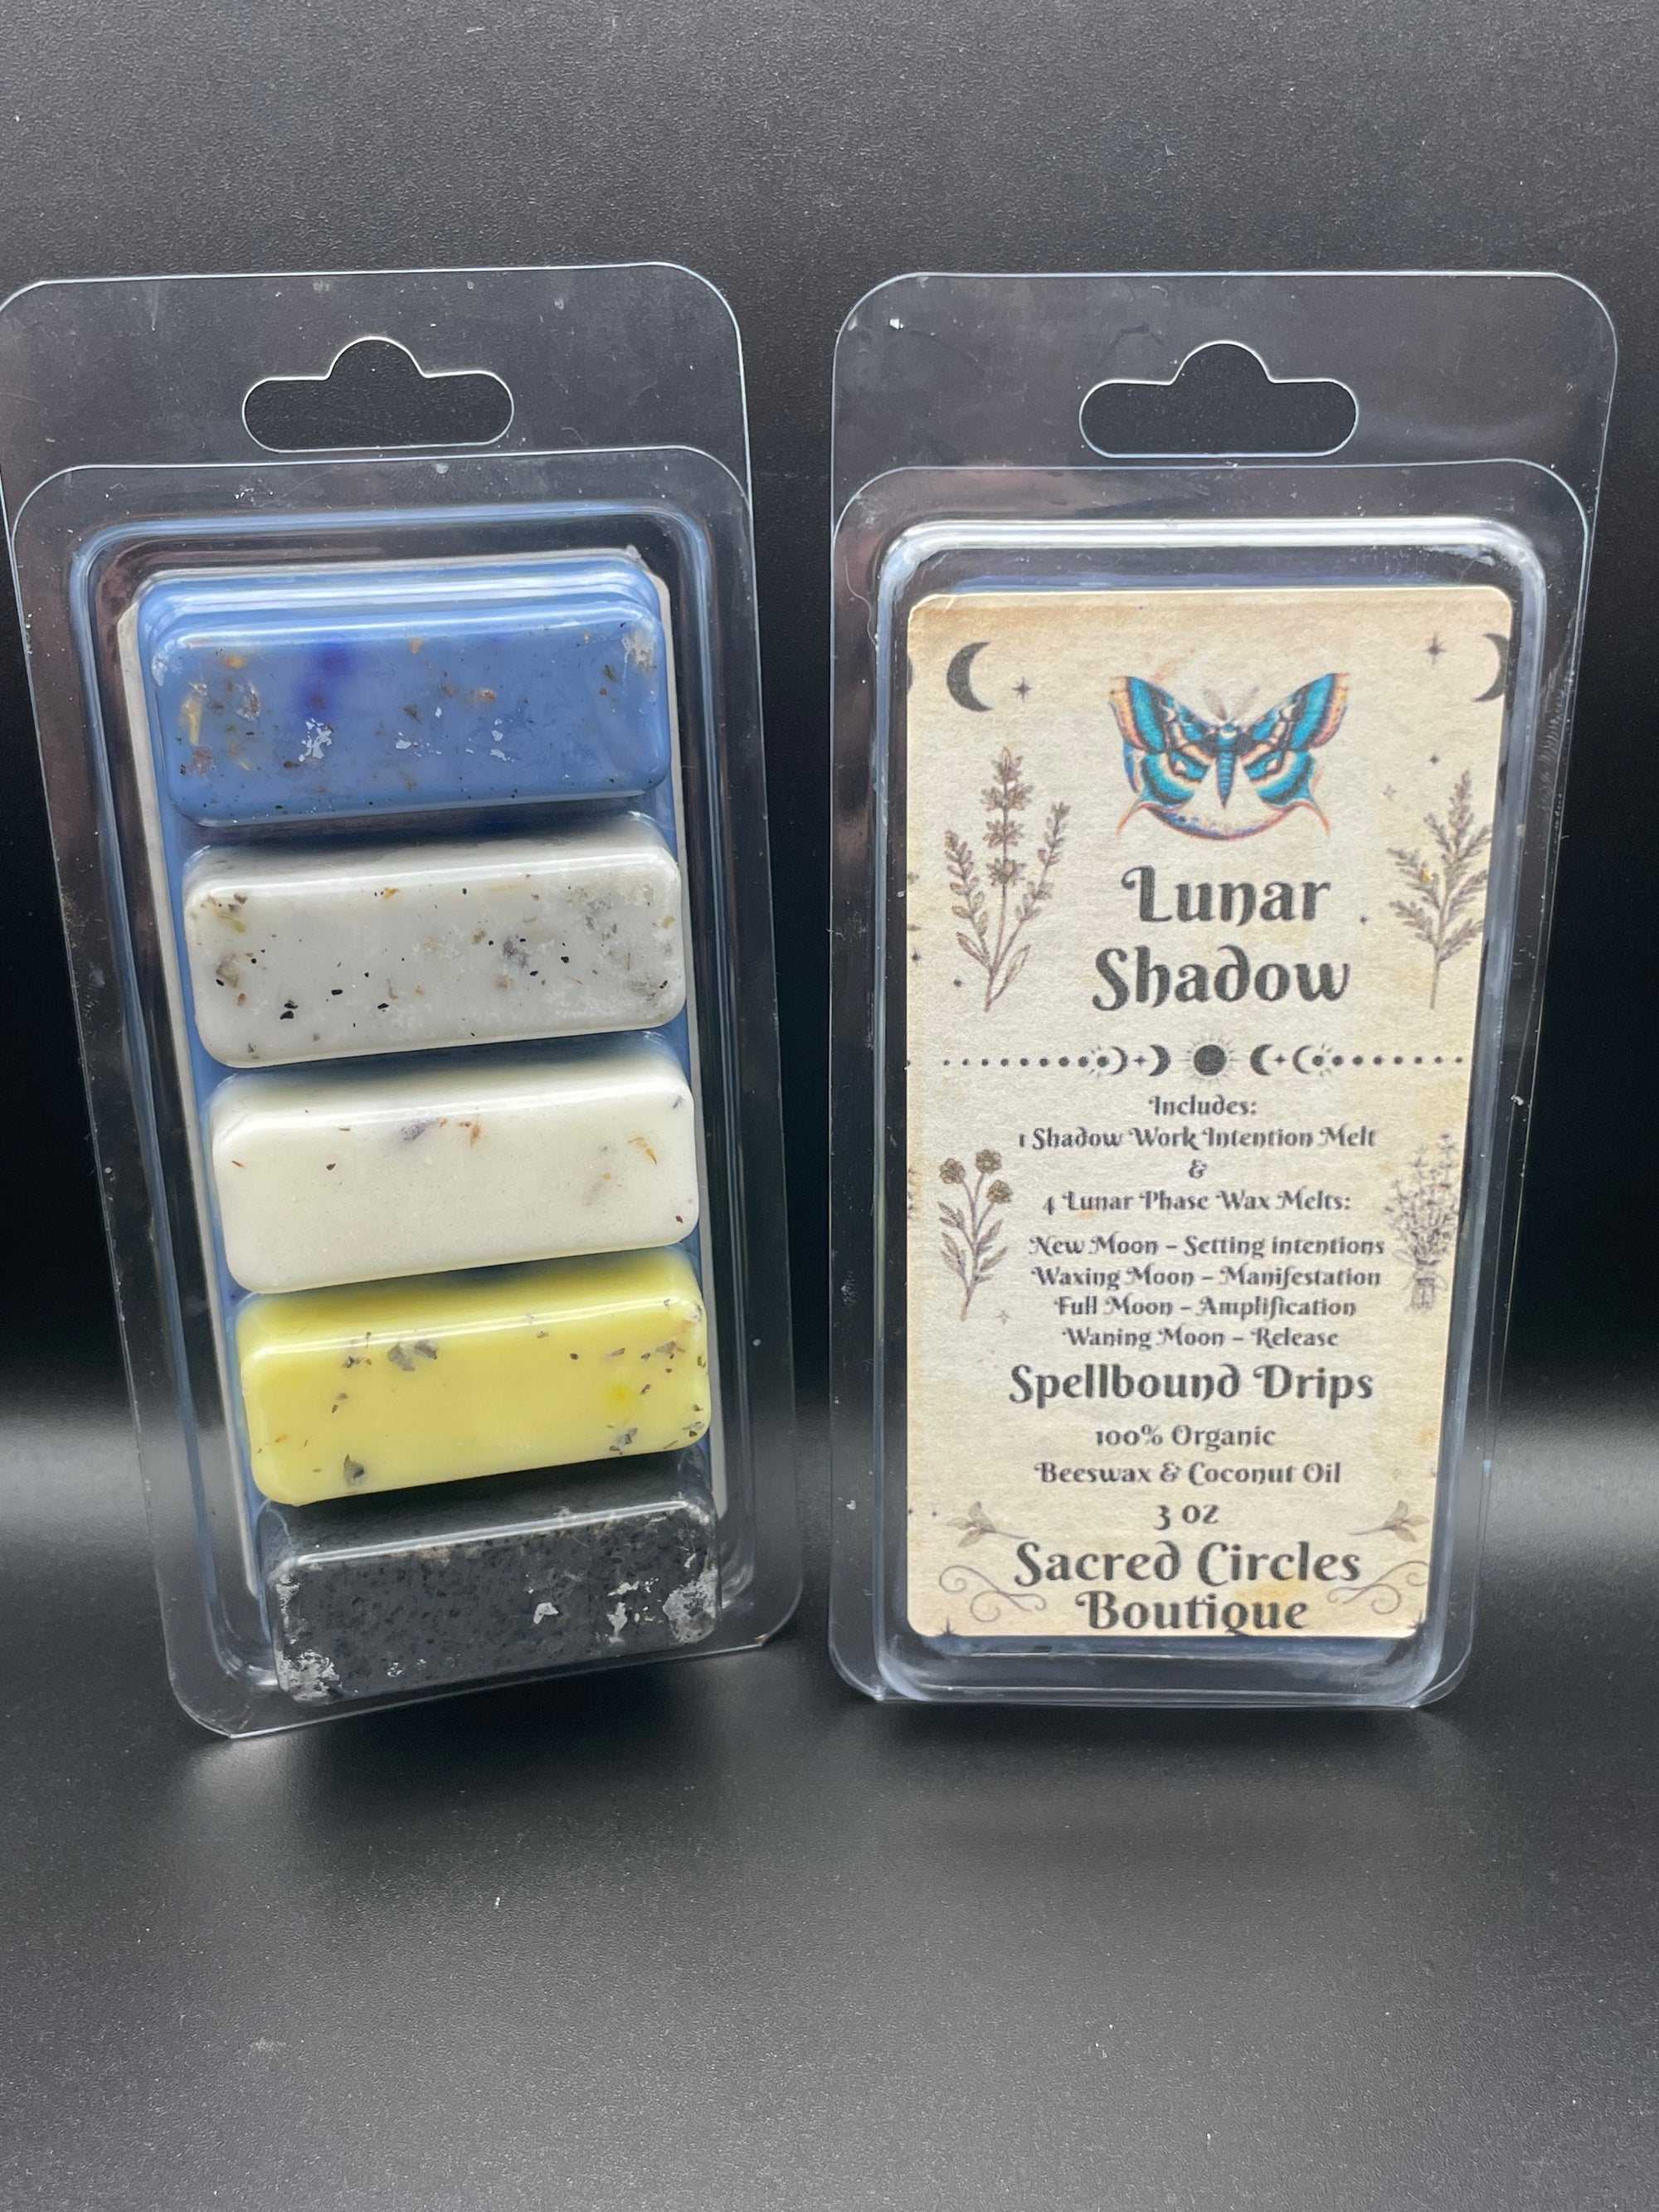 Lunar
Shadow
Includes:
1 Shadow Work Intention Melt
&
4 Lunar Phase Wax Melts:
New Moon – Setting intentions
Waxing Moon – Manifestation
Full Moon – Amplification
Waning Moon – Release
Spellbound Drips
100% Organic
Beeswax & Coconut Oil
3 oz
Sacred Circles
Boutique